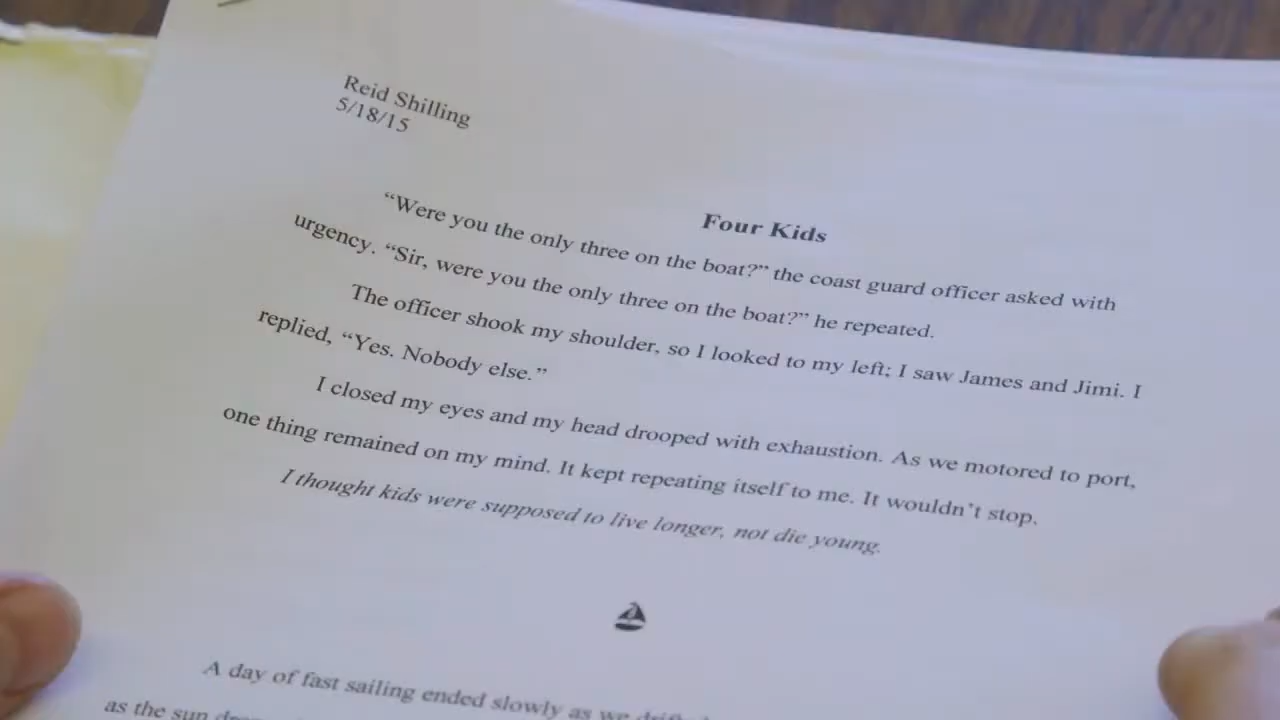 Reid Shilling
5/18/15
Four Kids
“Were you the only three on the boat?” the coast guard officer asked with
urgency. “Sir, were you the only three on the boat?” he repeated.
The officer shook my shoulder, so I looked to my left; I saw James and Jimi. I
replied, “Yes. Nobody else.”
I closed my eyes and my head drooped with exhaustion. As we motored to port,
one thing remained on my mind. It kept repeating itself to me. It wouldn’t stop.
I thought kids were supposed to live longer, not die young.
A day of fast sailing ended slowly as we
as the sun